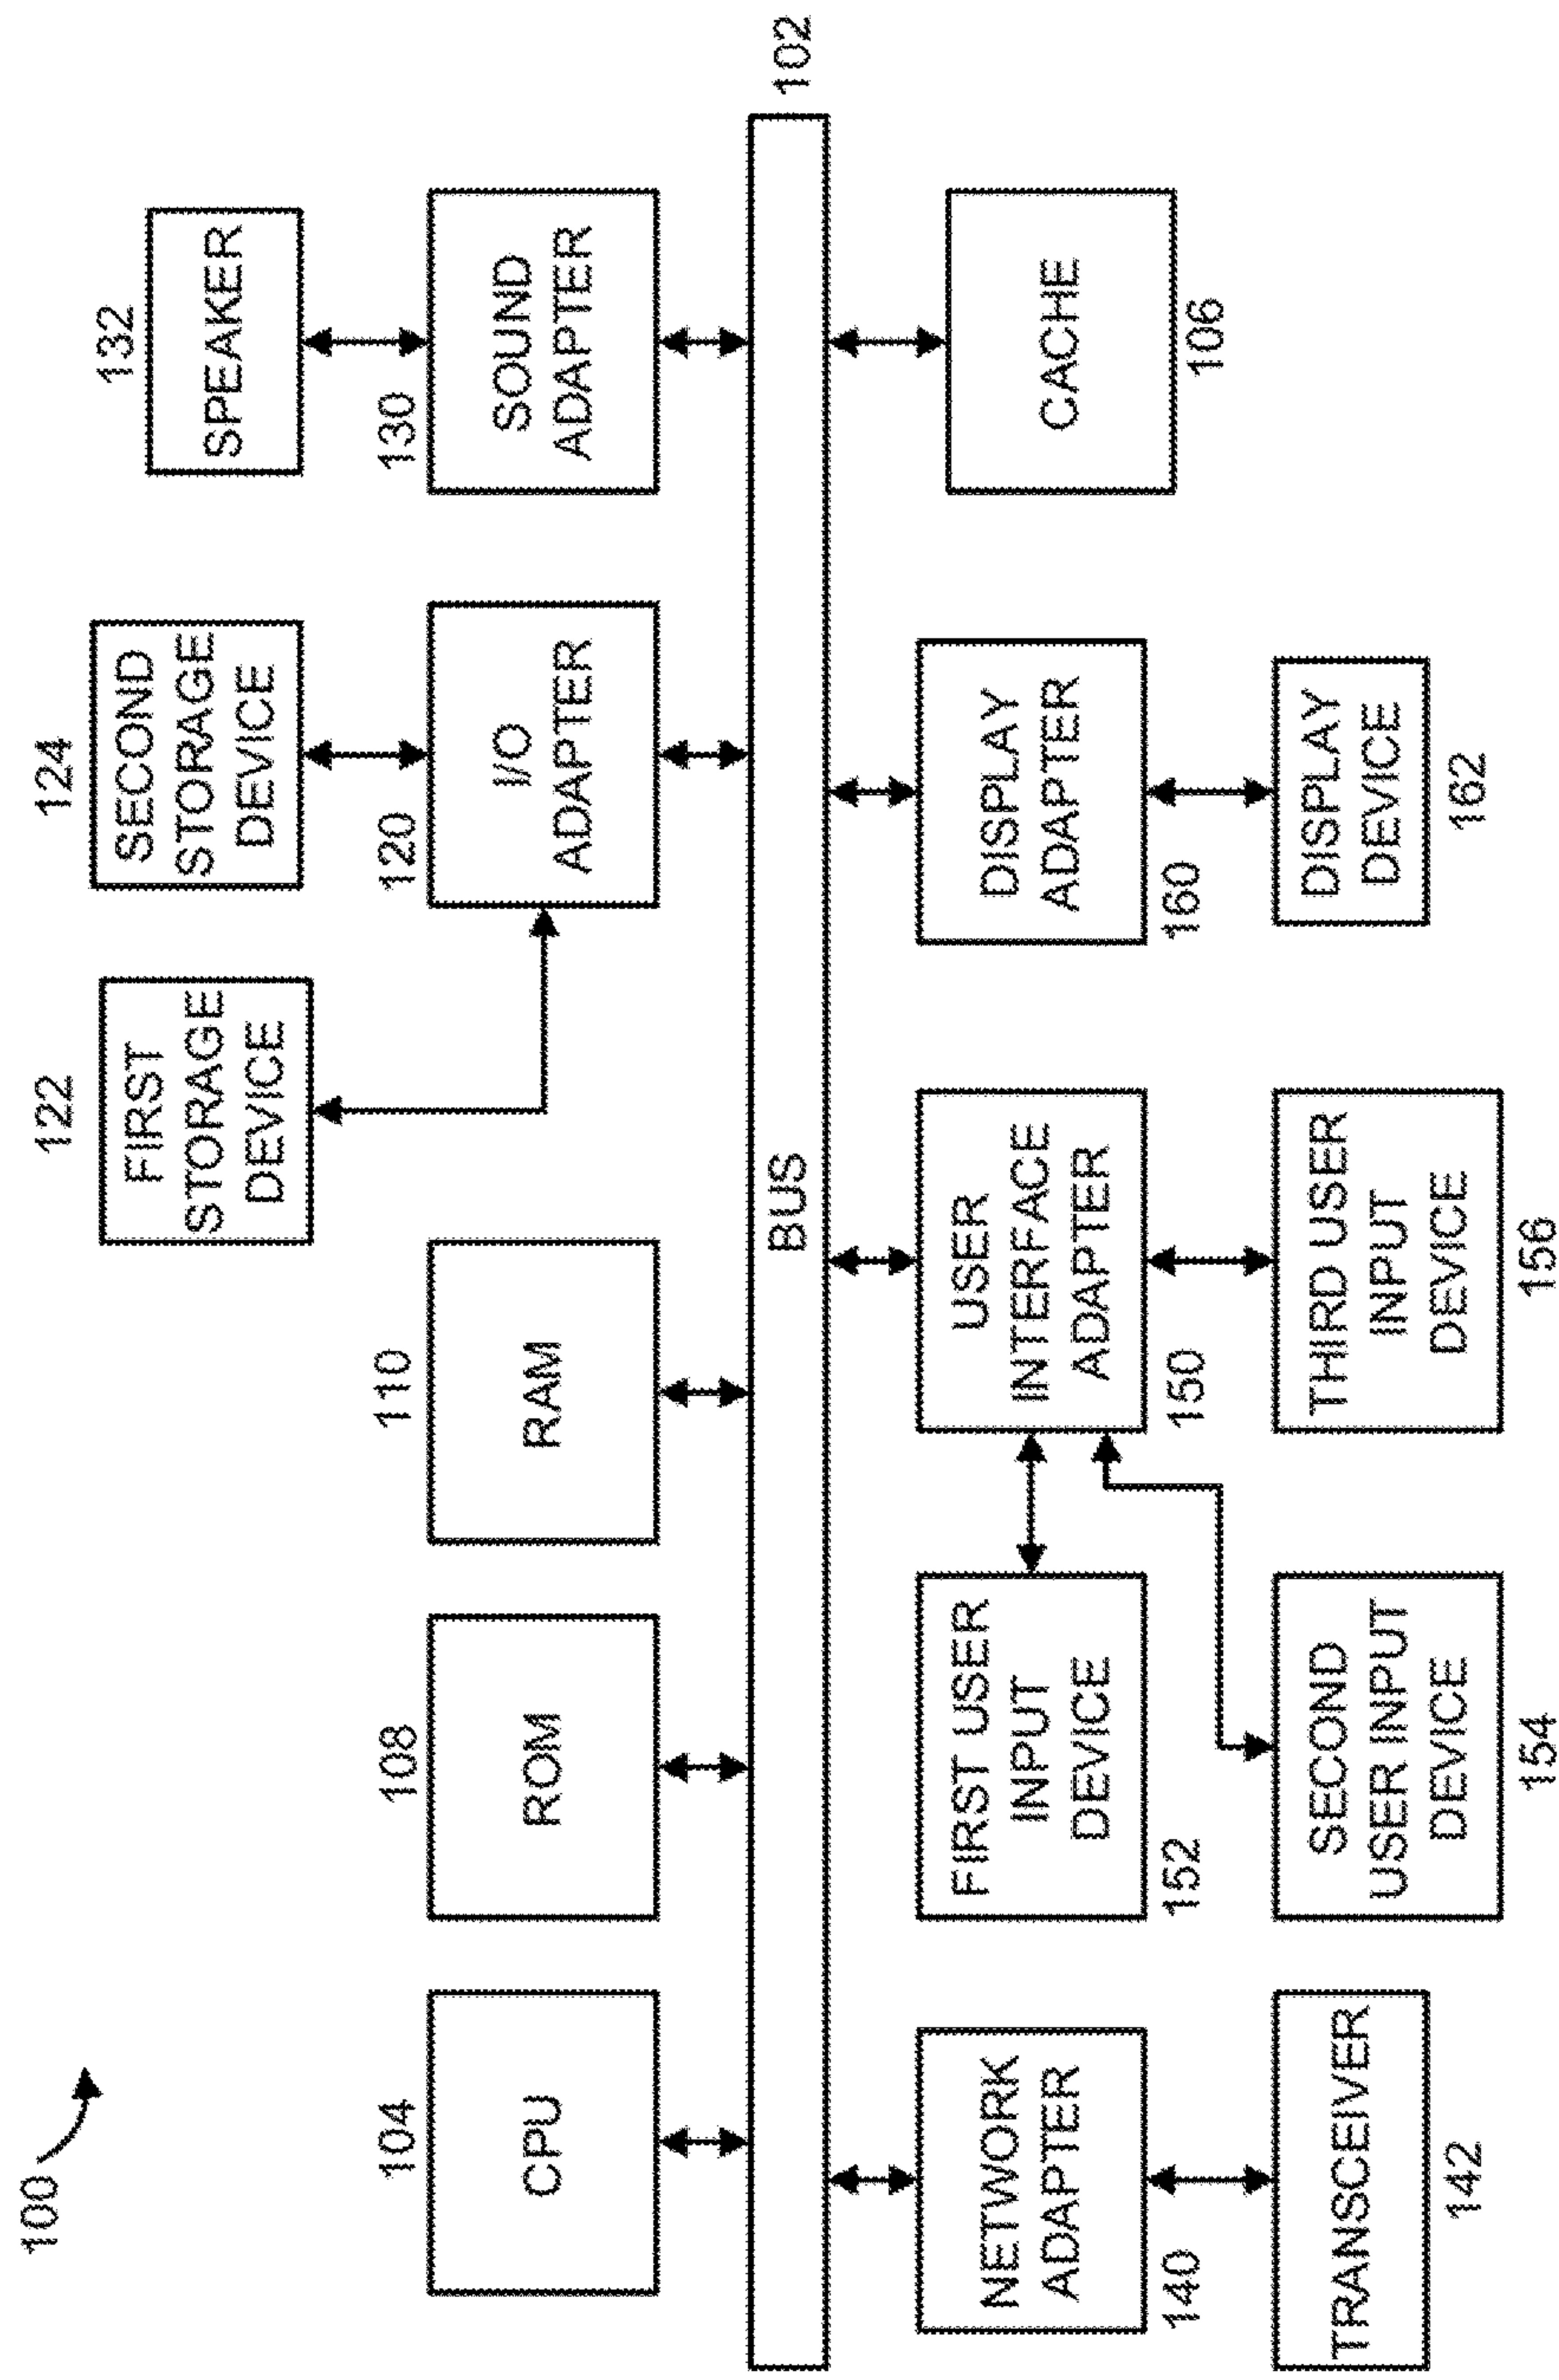 100
104
CPU
108
ROM
110
RAM
122
FIRST
STORAGE
DEVICE
124
SECOND
STORAGE
DEVICE
120
I/O
ADAPTER
132
SPEAKER
130
SOUND
ADAPTER
BUS
102
NETWORK
ADAPTER
140
TRANSCEIVER
142
FIRST USER
INPUT
DEVICE
152
SECOND
USER INPUT
DEVICE
154
USER
INTERFACE
ADAPTER
150
THIRD USER
INPUT
DEVICE
156
DISPLAY
ADAPTER
160
DISPLAY
DEVICE
162
CACHE
106